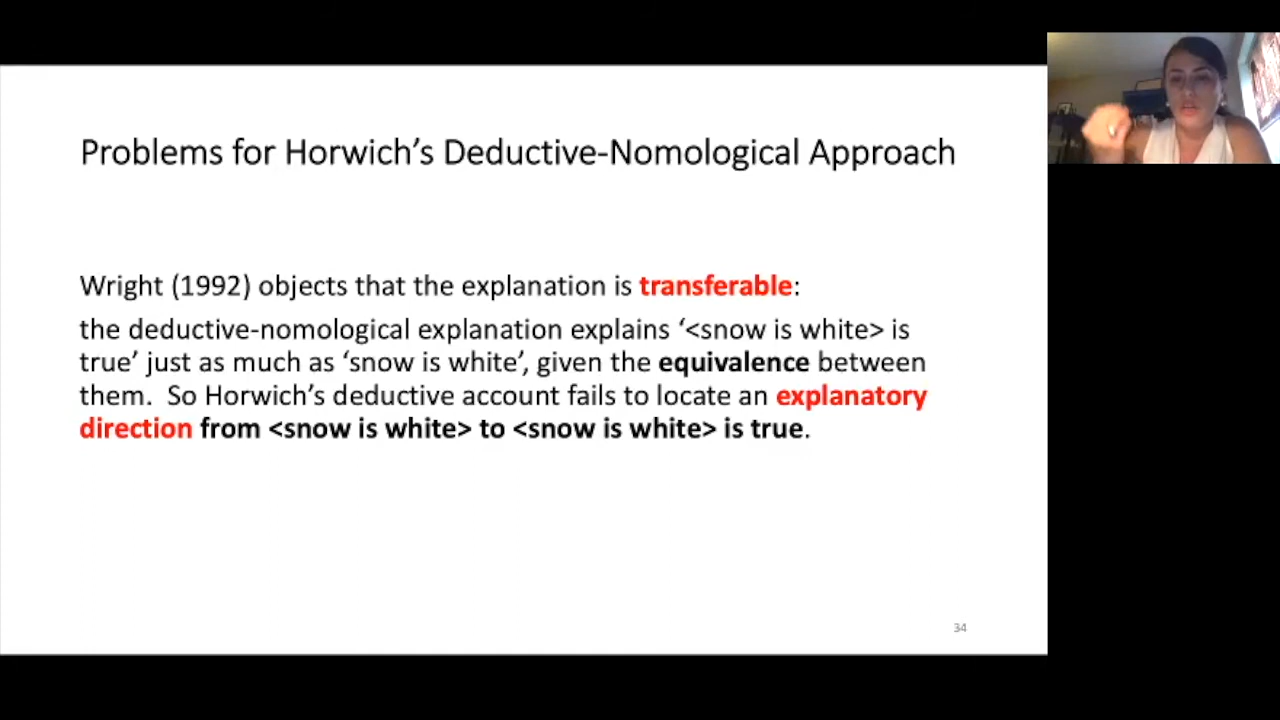 Problems for Horwich’s Deductive-Nomological Approach
Wright (1992) objects that the explanation is transferable:
the deductive-nomological explanation explains ‘<snow is white> is
true’ just as much as ‘snow is white’, given the equivalence between
them.  So Horwich’s deductive account fails to locate an explanatory
direction from <snow is white> to <snow is white> is true.
34